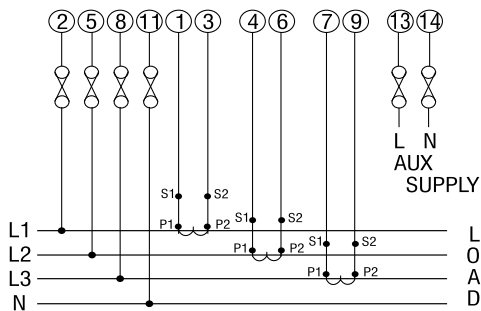 2 5 8 11 1 3 4 6 7 9 13 14
L N
AUX
SUPPLY
S1 S2
S1 S2
P1 P2
L1 L
S1 S2
P1 P2
L2 O
P1 P2
L3 A
N D